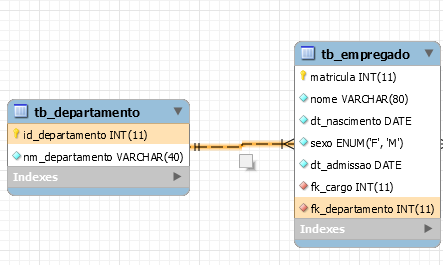 tb_departamento
id_departamento INT(11)
nm_departamento VARCHAR(40)
Indexes
tb_empregado
matricula INT(11)
nome VARCHAR(80)
dt_nascimento DATE
sexo ENUM('F', 'M')
dt_admissao DATE
fk_cargo INT(11)
fk_departamento INT(11)
Indexes